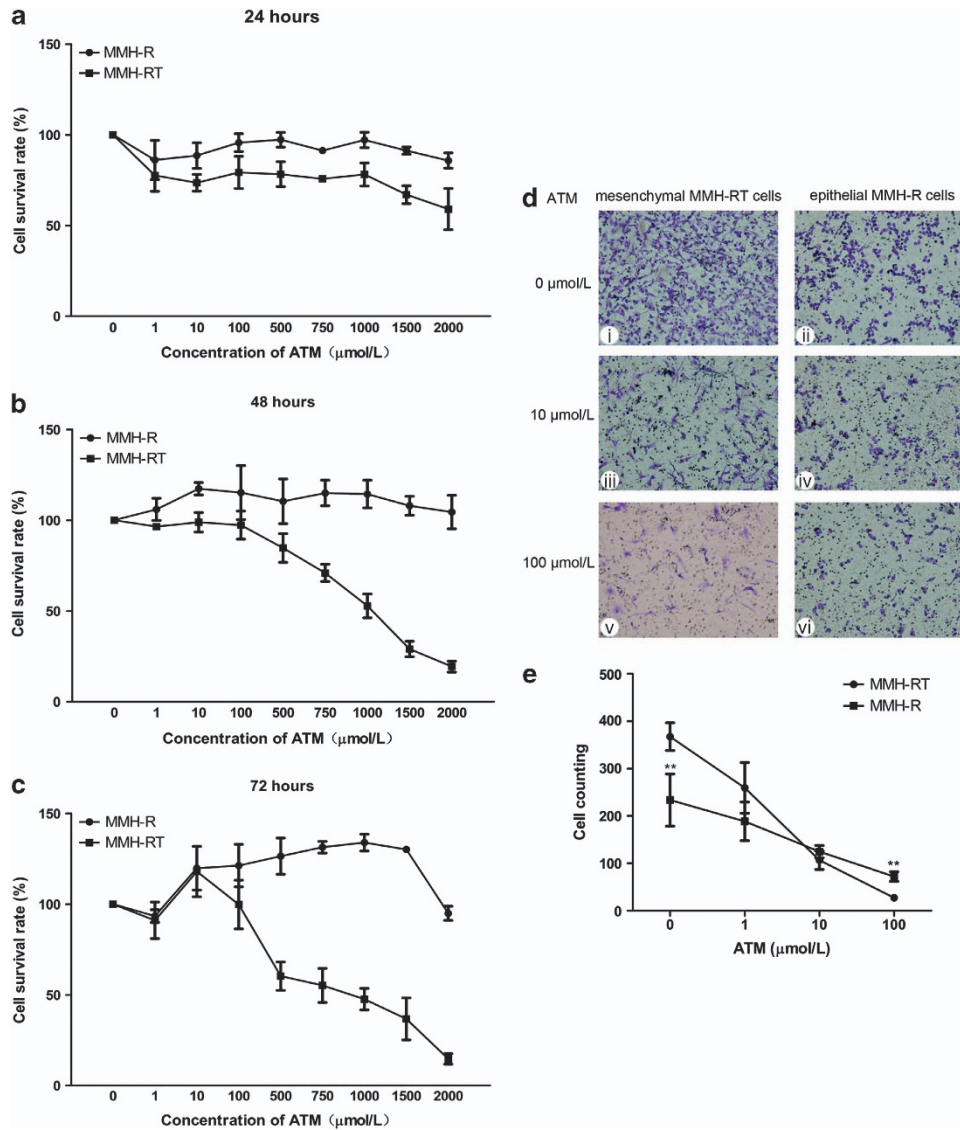 a
24 hours
MMH-R
MMH-RT
Cell survival rate (%)
150
100
50
0
0 1 10 100 500 750 1000 1500 2000
Concentration of ATM (μmol/L)
b
48 hours
MMH-R
MMH-RT
Cell survival rate (%)
150
100
50
0
0 1 10 100 500 750 1000 1500 2000
Concentration of ATM (μmol/L)
c
72 hours
MMH-R
MMH-RT
Cell survival rate (%)
150
100
50
0
0 1 10 100 500 750 1000 1500 2000
Concentration of ATM (μmol/L)
d
ATM mesenchymal MMH-RT cells epithelial MMH-R cells
0 μmol/L
i ii
10 μmol/L
iii iv
100 μmol/L
v vi
e
MMH-RT
MMH-R
Cell counting
500
400
300
200
100
0
**
**
0 1 10 100
ATM (μmol/L)